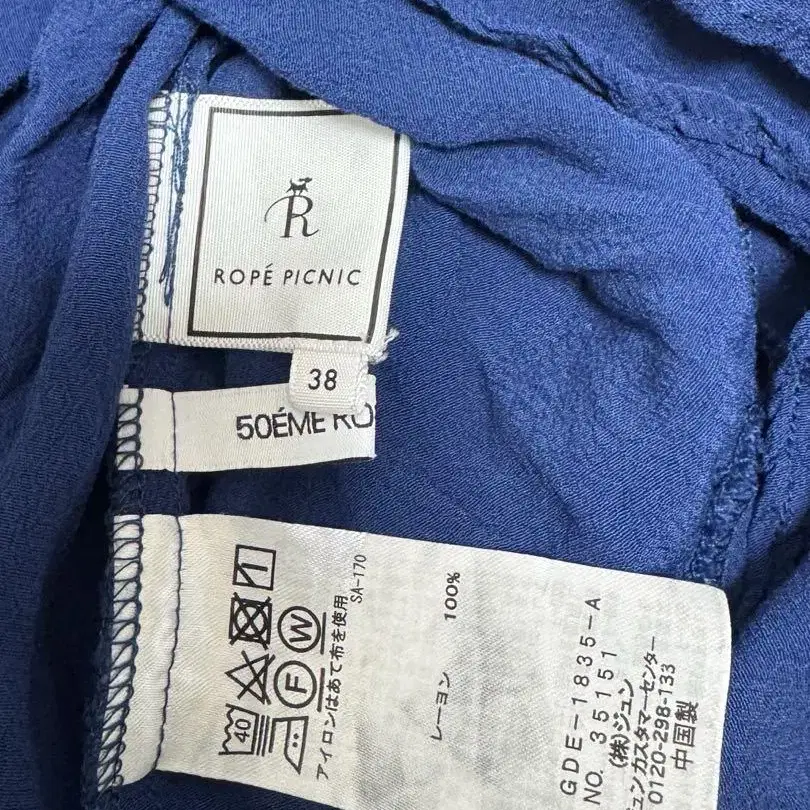 R
ROPÉ PICNIC
38
50ÉME RO
40
F
W
アイロンはあて布を使用
SA-170
レーヨン 100%
GDE-1835-A
NO. 35151
(株)ジュン
ュンカスタマーセンター
0120-298-133
中国製